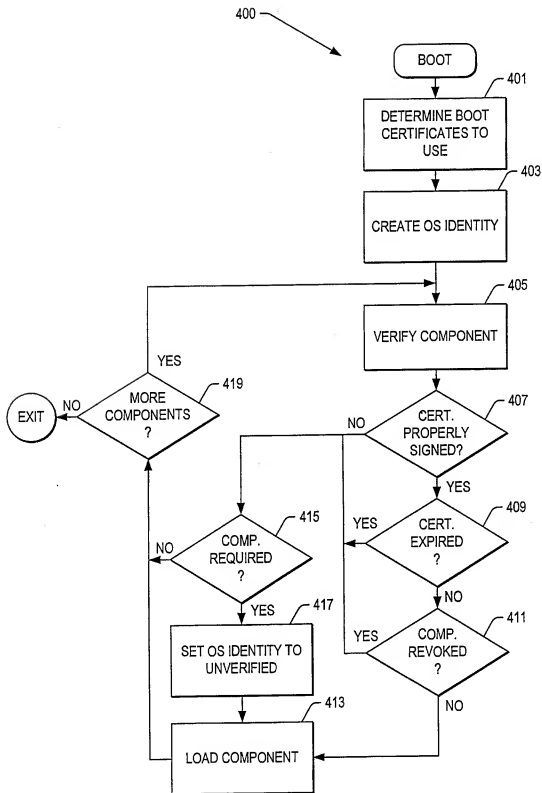 400
BOOT
401
DETERMINE BOOT
CERTIFICATES TO
USE
403
CREATE OS IDENTITY
405
VERIFY COMPONENT
YES
419
MORE
COMPONENTS
?
NO
EXIT
407
NO
CERT.
PROPERLY
SIGNED?
YES
409
YES
CERT.
EXPIRED
?
NO
415
NO
COMP.
REQUIRED
?
YES
411
YES
COMP.
REVOKED
?
NO
417
SET OS IDENTITY TO
UNVERIFIED
413
LOAD COMPONENT